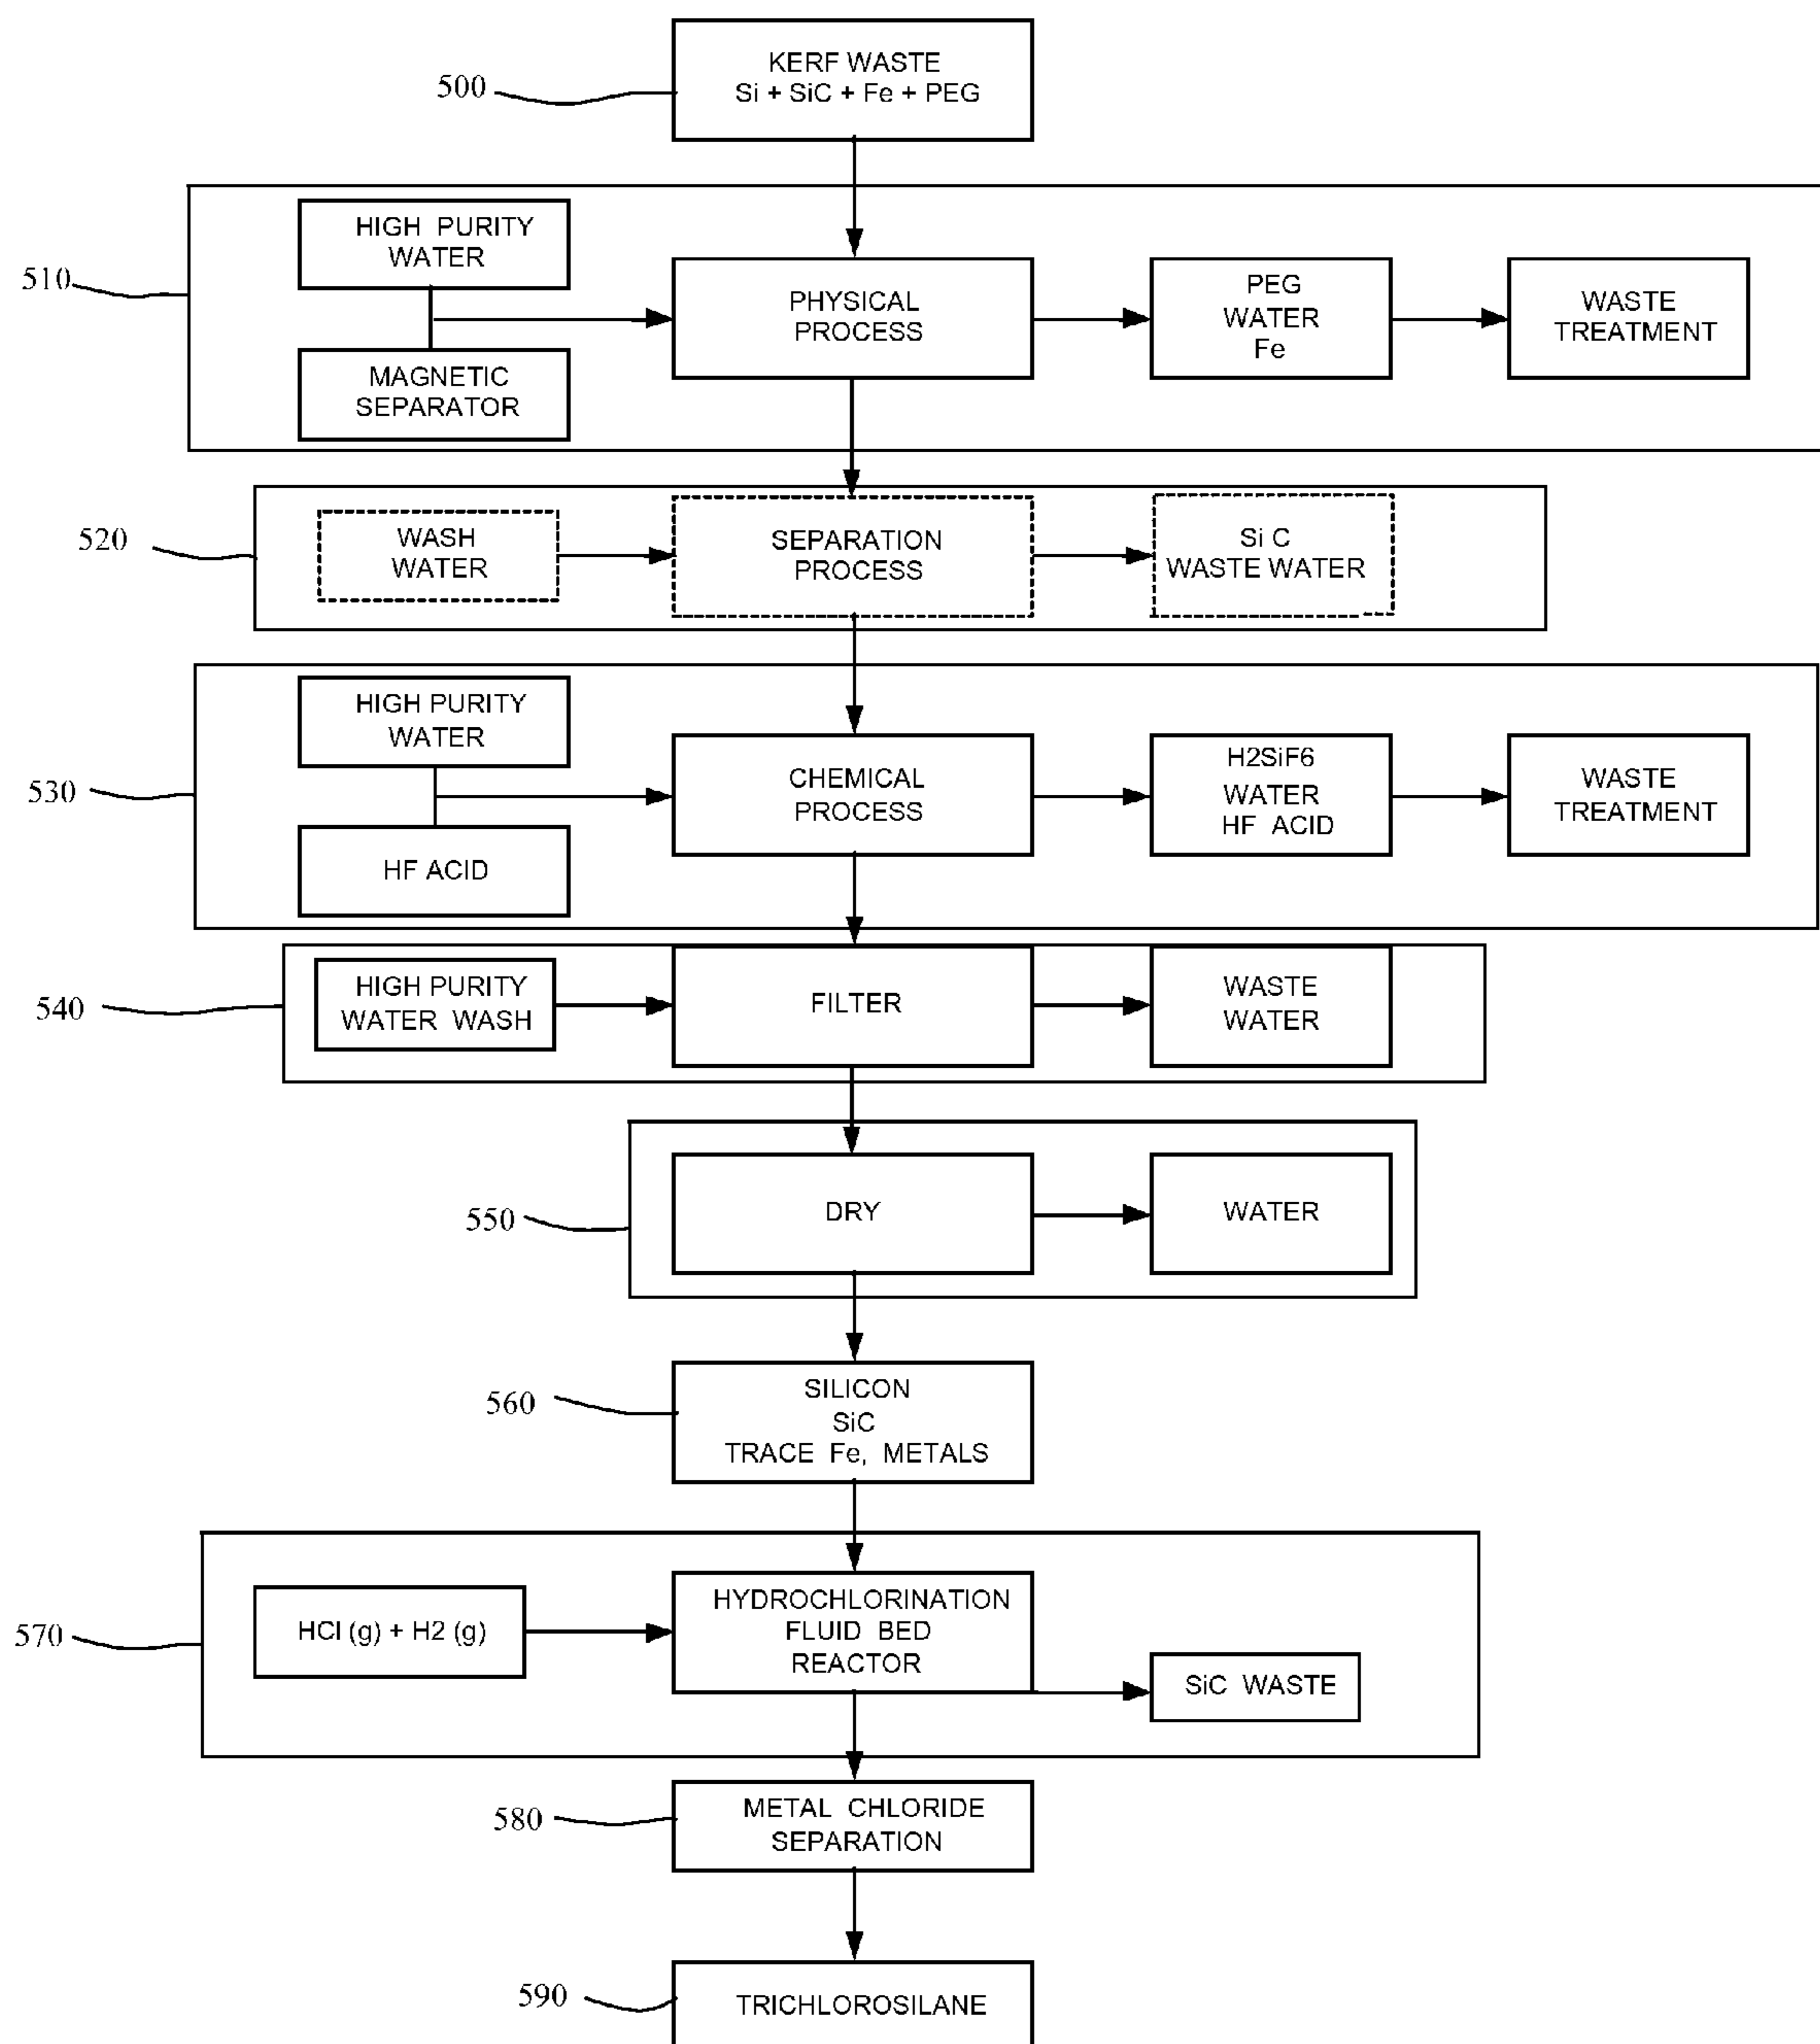 KERF WASTE
Si + SiC + Fe + PEG
500
510
HIGH PURITY
WATER
MAGNETIC
SEPARATOR
PHYSICAL
PROCESS
PEG
WATER
Fe
WASTE
TREATMENT
520
WASH
WATER
SEPARATION
PROCESS
Si C
WASTE WATER
530
HIGH PURITY
WATER
HF ACID
CHEMICAL
PROCESS
H2SiF6
WATER
HF ACID
WASTE
TREATMENT
540
HIGH PURITY
WATER WASH
FILTER
WASTE
WATER
550
DRY
WATER
560
SILICON
SiC
TRACE Fe, METALS
570
HCl (g) + H2 (g)
HYDROCHLORINATION
FLUID BED
REACTOR
SiC WASTE
580
METAL CHLORIDE
SEPARATION
590
TRICHLOROSILANE